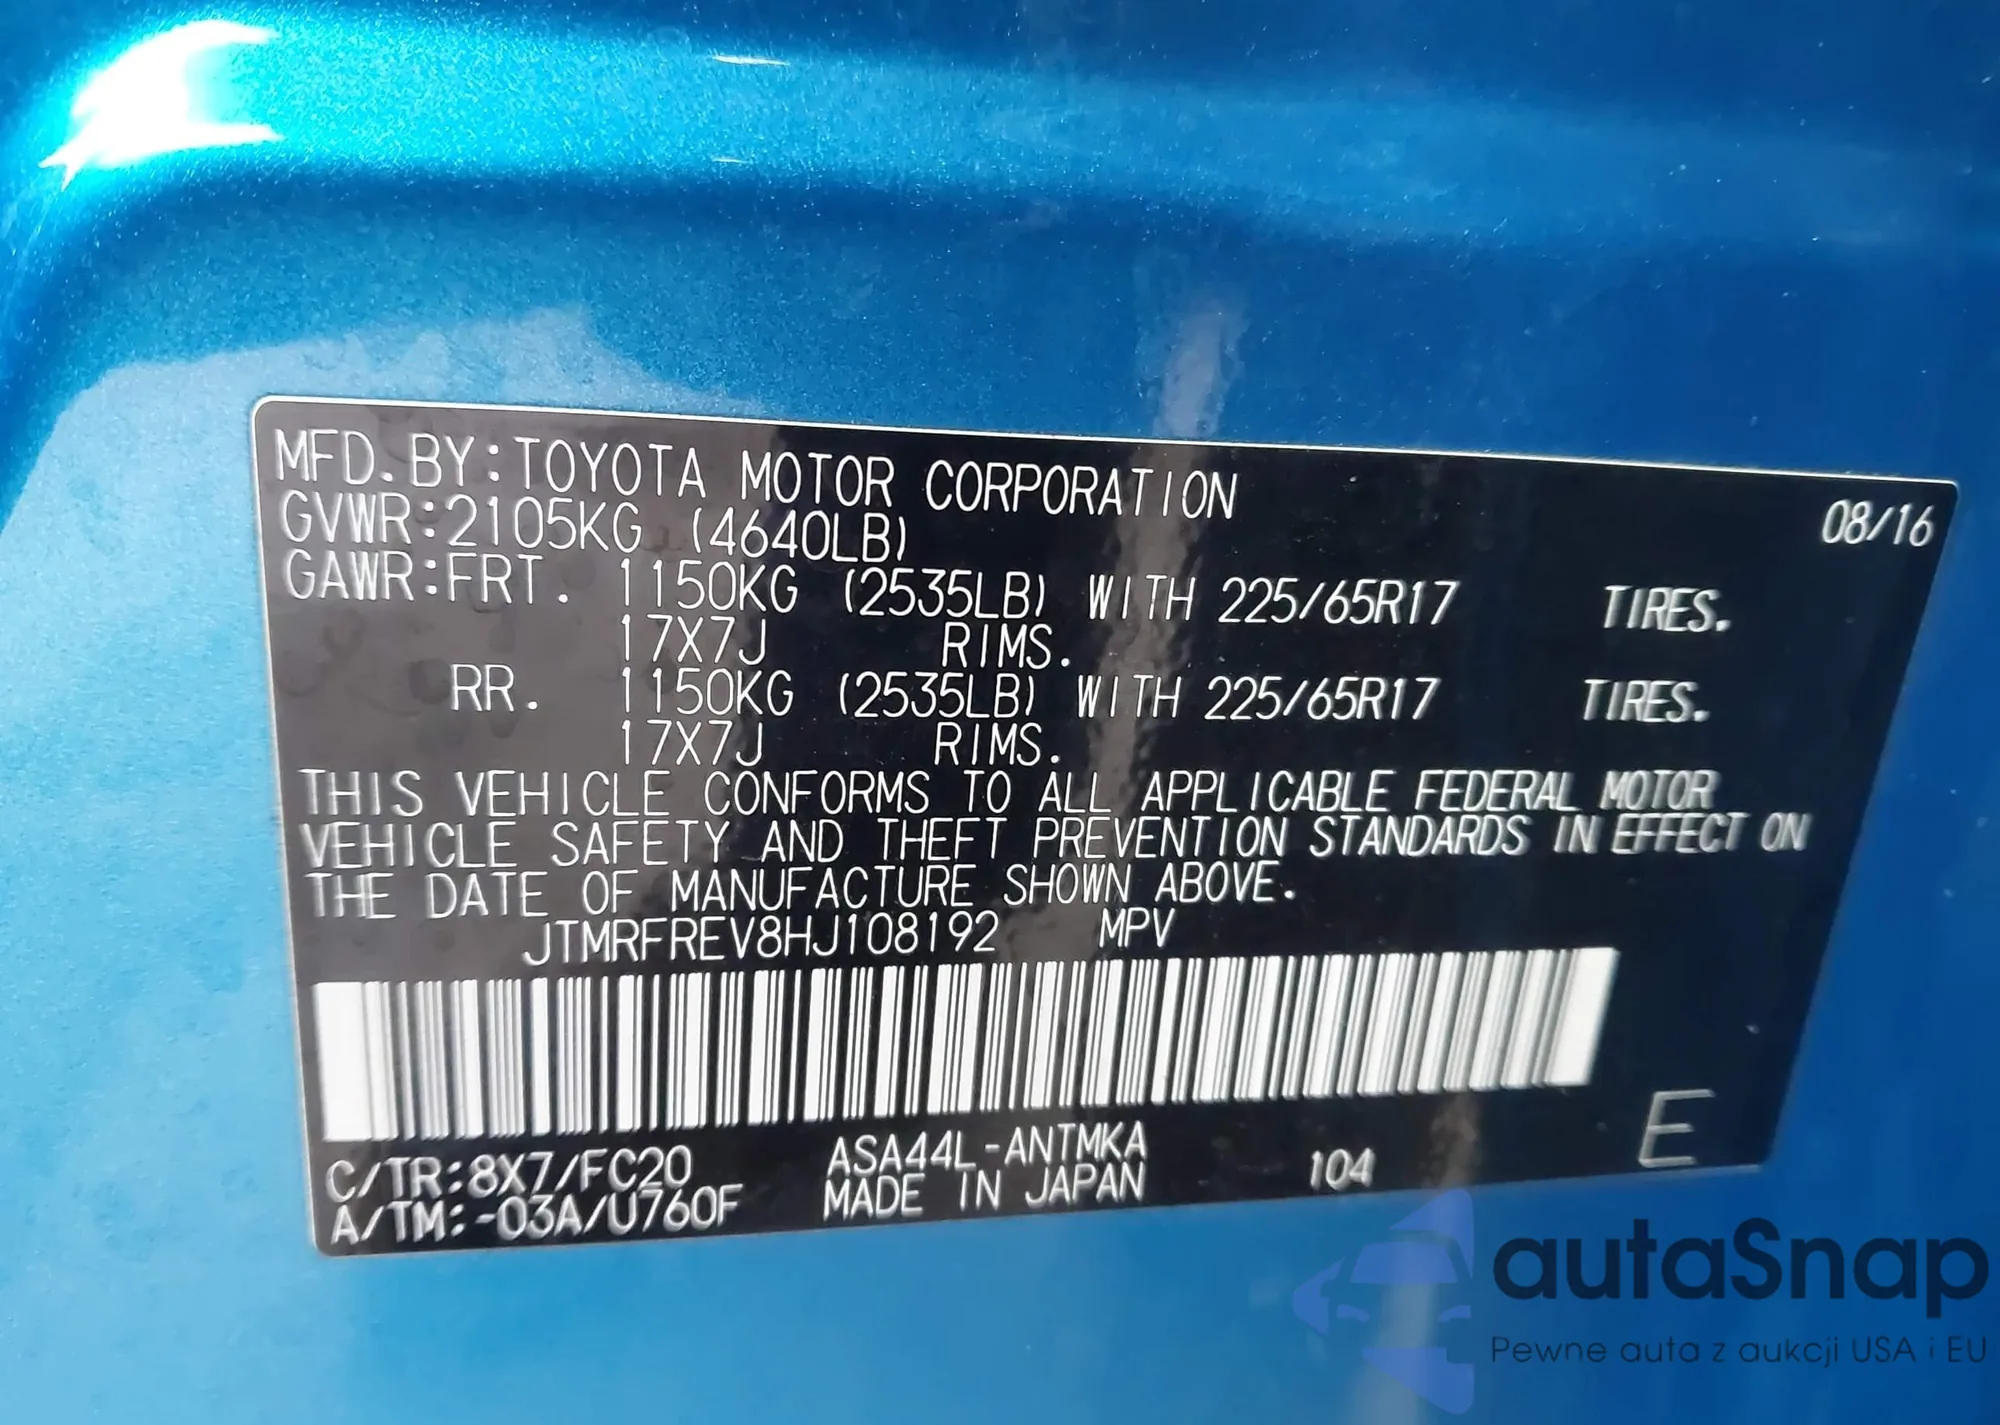 MFD.BY:TOYOTA MOTOR CORPORATION 08/16
GVWR:2105KG (4640LB)
GAWR:FRT. 1150KG (2535LB) WITH 225/65R17 TIRES.
17X7J RIMS.
RR. 1150KG (2535LB) WITH 225/65R17 TIRES.
17X7J RIMS.
THIS VEHICLE CONFORMS TO ALL APPLICABLE FEDERAL MOTOR
VEHICLE SAFETY AND THEFT PREVENTION STANDARDS IN EFFECT ON
THE DATE OF MANUFACTURE SHOWN ABOVE.
JTMRFREV8HJ108192 MPV
C/TR:8X7/FC20 ASA44L-ANTMKA 104 E
A/TM:-03A/U760F MADE IN JAPAN
autaSnap
Pewne auta z aukcji USA i EU